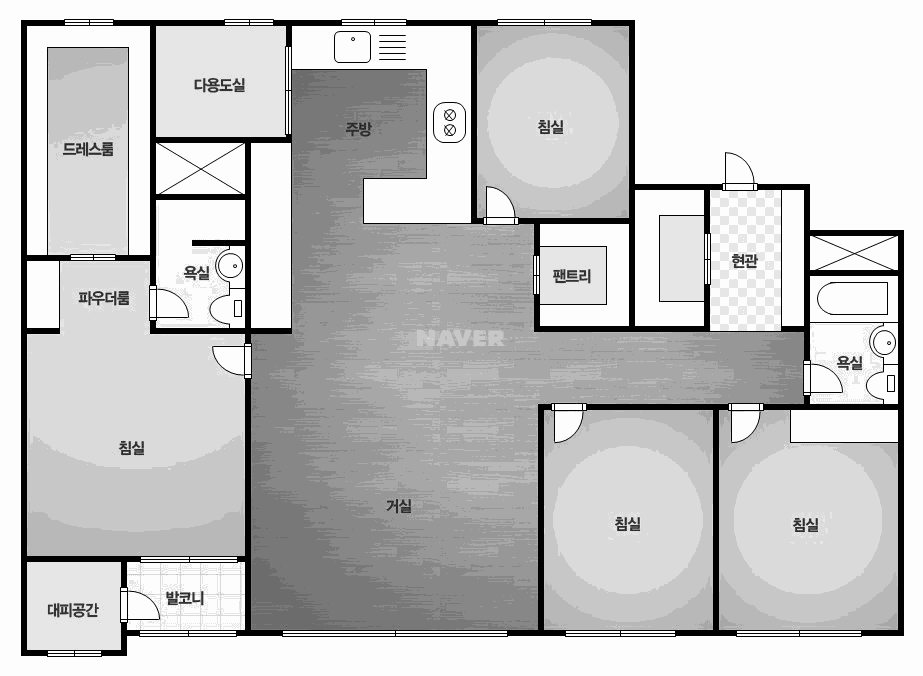 다용도실
주방
침실
드레스룸
욕실
현관
팬트리
파우더룸
NAVER
욕실
침실
거실
침실
침실
대피공간
발코니